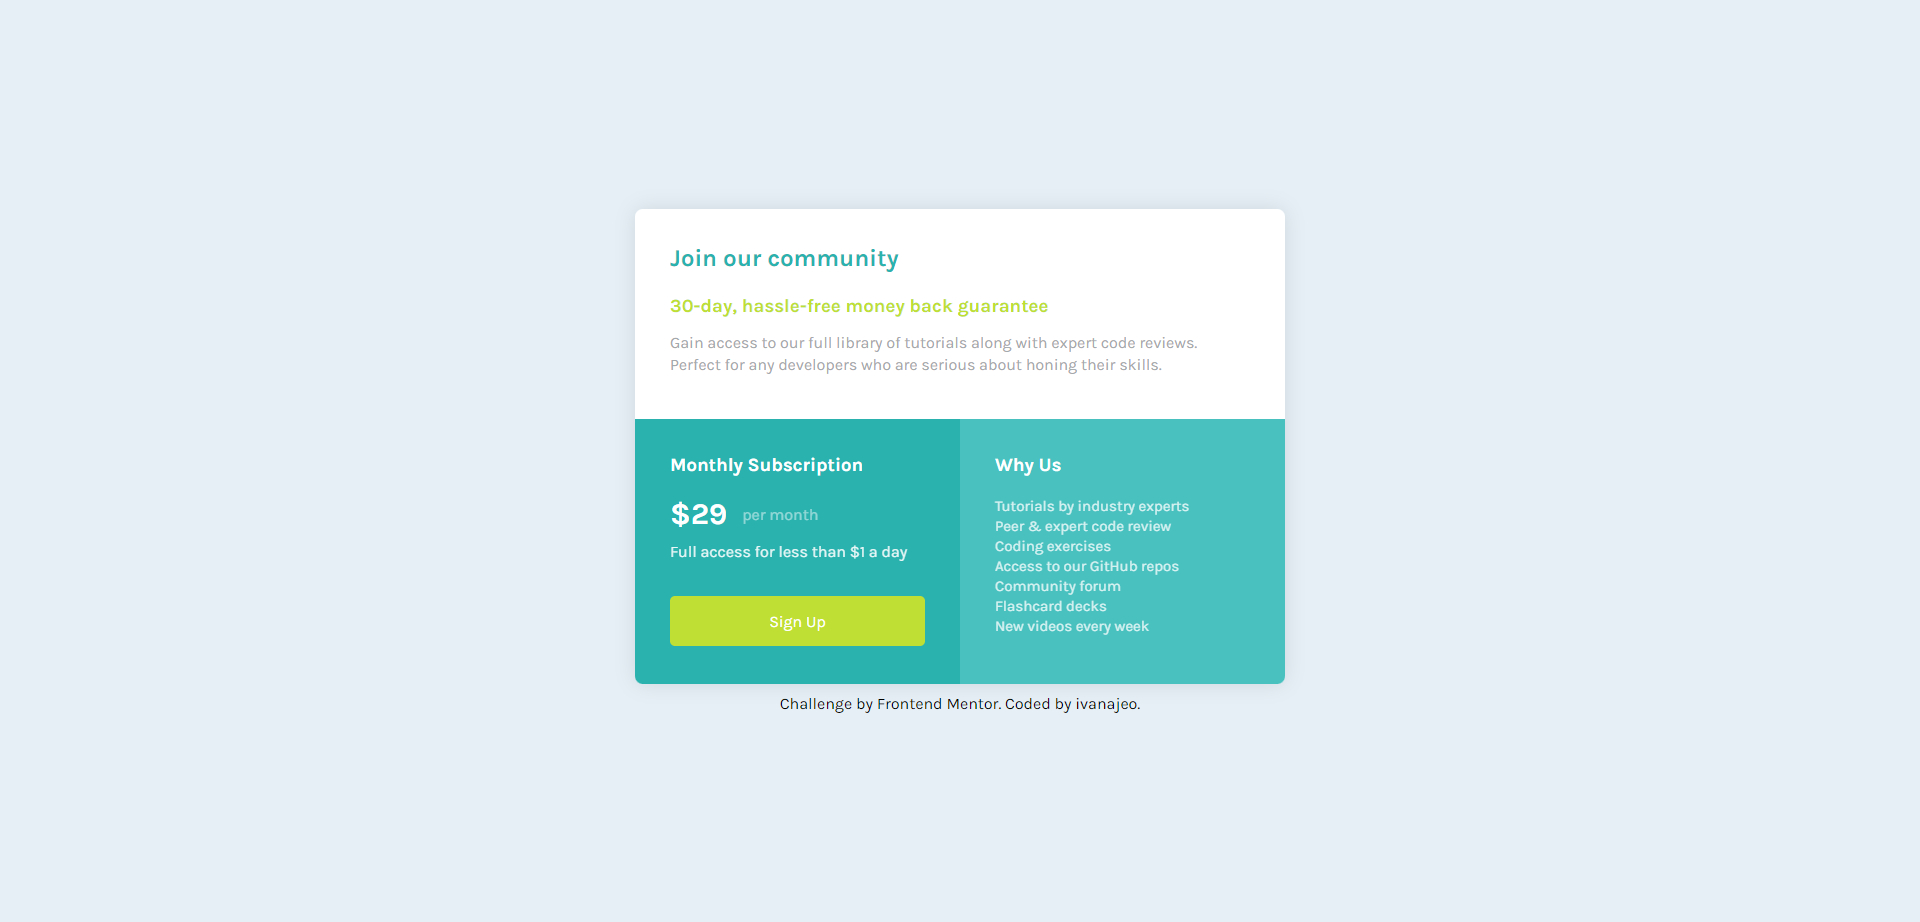 Join our community
30-day, hassle-free money back guarantee
Gain access to our full library of tutorials along with expert code reviews.
Perfect for any developers who are serious about honing their skills.
Monthly Subscription
$29 per month
Full access for less than $1 a day
Sign Up
Why Us
Tutorials by industry experts
Peer & expert code review
Coding exercises
Access to our GitHub repos
Community forum
Flashcard decks
New videos every week
Challenge by Frontend Mentor. Coded by ivanajeo.